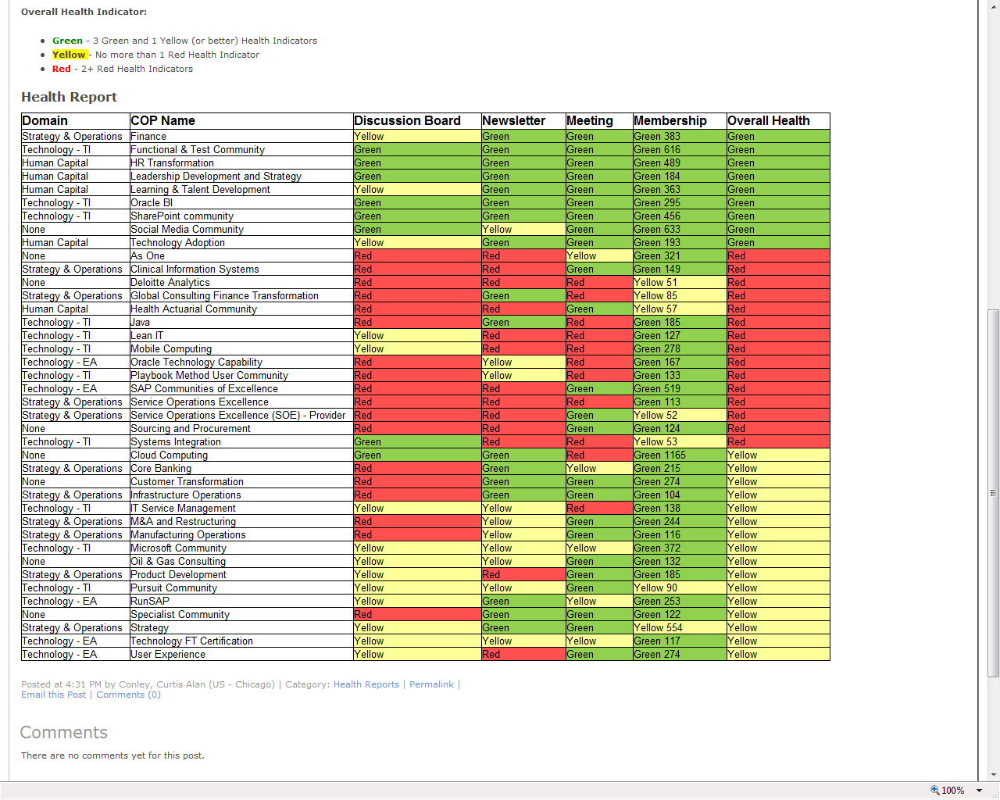 Overall Health Indicator:
• Green - 3 Green and 1 Yellow (or better) Health Indicators
• Yellow - No more than 1 Red Health Indicator
• Red - 2+ Red Health Indicators
Health Report
Domain COP Name Discussion Board Newsletter Meeting Membership Overall Health
Strategy & Operations Finance Yellow Green Green Green 383 Green
Technology - TI Functional & Test Community Green Green Green Green 616 Green
Human Capital HR Transformation Green Green Green Green 489 Green
Human Capital Leadership Development and Strategy Green Green Green Green 184 Green
Human Capital Learning & Talent Development Yellow Green Green Green 363 Green
Technology - TI Oracle BI Green Green Green Green 295 Green
Technology - TI SharePoint community Green Green Green Green 456 Green
None Social Media Community Green Yellow Green Green 633 Green
Human Capital Technology Adoption Yellow Green Green Green 193 Green
None As One Red Red Yellow Green 321 Red
Strategy & Operations Clinical Information Systems Red Red Green Green 149 Red
None Deloitte Analytics Red Red Red Yellow 51 Red
Strategy & Operations Global Consulting Finance Transformation Red Green Red Yellow 85 Red
Human Capital Health Actuarial Community Red Red Green Yellow 57 Red
Technology - TI Java Red Green Red Green 185 Red
Technology - TI Lean IT Yellow Red Red Green 127 Red
Technology - TI Mobile Computing Yellow Red Red Green 278 Red
Technology - EA Oracle Technology Capability Red Yellow Red Green 167 Red
Technology - TI Playbook Method User Community Red Yellow Red Green 133 Red
Technology - EA SAP Communities of Excellence Red Red Green Green 519 Red
Strategy & Operations Service Operations Excellence Red Red Red Green 113 Red
Strategy & Operations Service Operations Excellence (SOE) - Provider Red Red Green Yellow 52 Red
None Sourcing and Procurement Red Red Green Green 124 Red
Technology - TI Systems Integration Green Red Red Yellow 53 Red
None Cloud Computing Green Green Red Green 1165 Yellow
Strategy & Operations Core Banking Red Green Yellow Green 215 Yellow
None Customer Transformation Red Green Green Green 274 Yellow
Strategy & Operations Infrastructure Operations Red Green Green Green 104 Yellow
Technology - TI IT Service Management Yellow Yellow Red Green 138 Yellow
Strategy & Operations M&A and Restructuring Red Yellow Green Green 244 Yellow
Strategy & Operations Manufacturing Operations Red Yellow Green Green 116 Yellow
Technology - TI Microsoft Community Yellow Yellow Yellow Green 372 Yellow
None Oil & Gas Consulting Yellow Yellow Green Green 132 Yellow
Strategy & Operations Product Development Yellow Red Green Green 185 Yellow
Technology - TI Pursuit Community Yellow Yellow Green Yellow 90 Yellow
Technology - EA RunSAP Yellow Green Yellow Green 253 Yellow
None Specialist Community Red Green Green Green 122 Yellow
Strategy & Operations Strategy Yellow Green Green Yellow 554 Yellow
Technology - EA Technology FT Certification Yellow Yellow Yellow Green 117 Yellow
Technology - EA User Experience Yellow Red Green Green 274 Yellow
Posted at 4:31 PM by Conley, Curtis Alan (US - Chicago) | Category: Health Reports | Permalink |
Email this Post | Comments (0)
Comments
There are no comments yet for this post.
100%